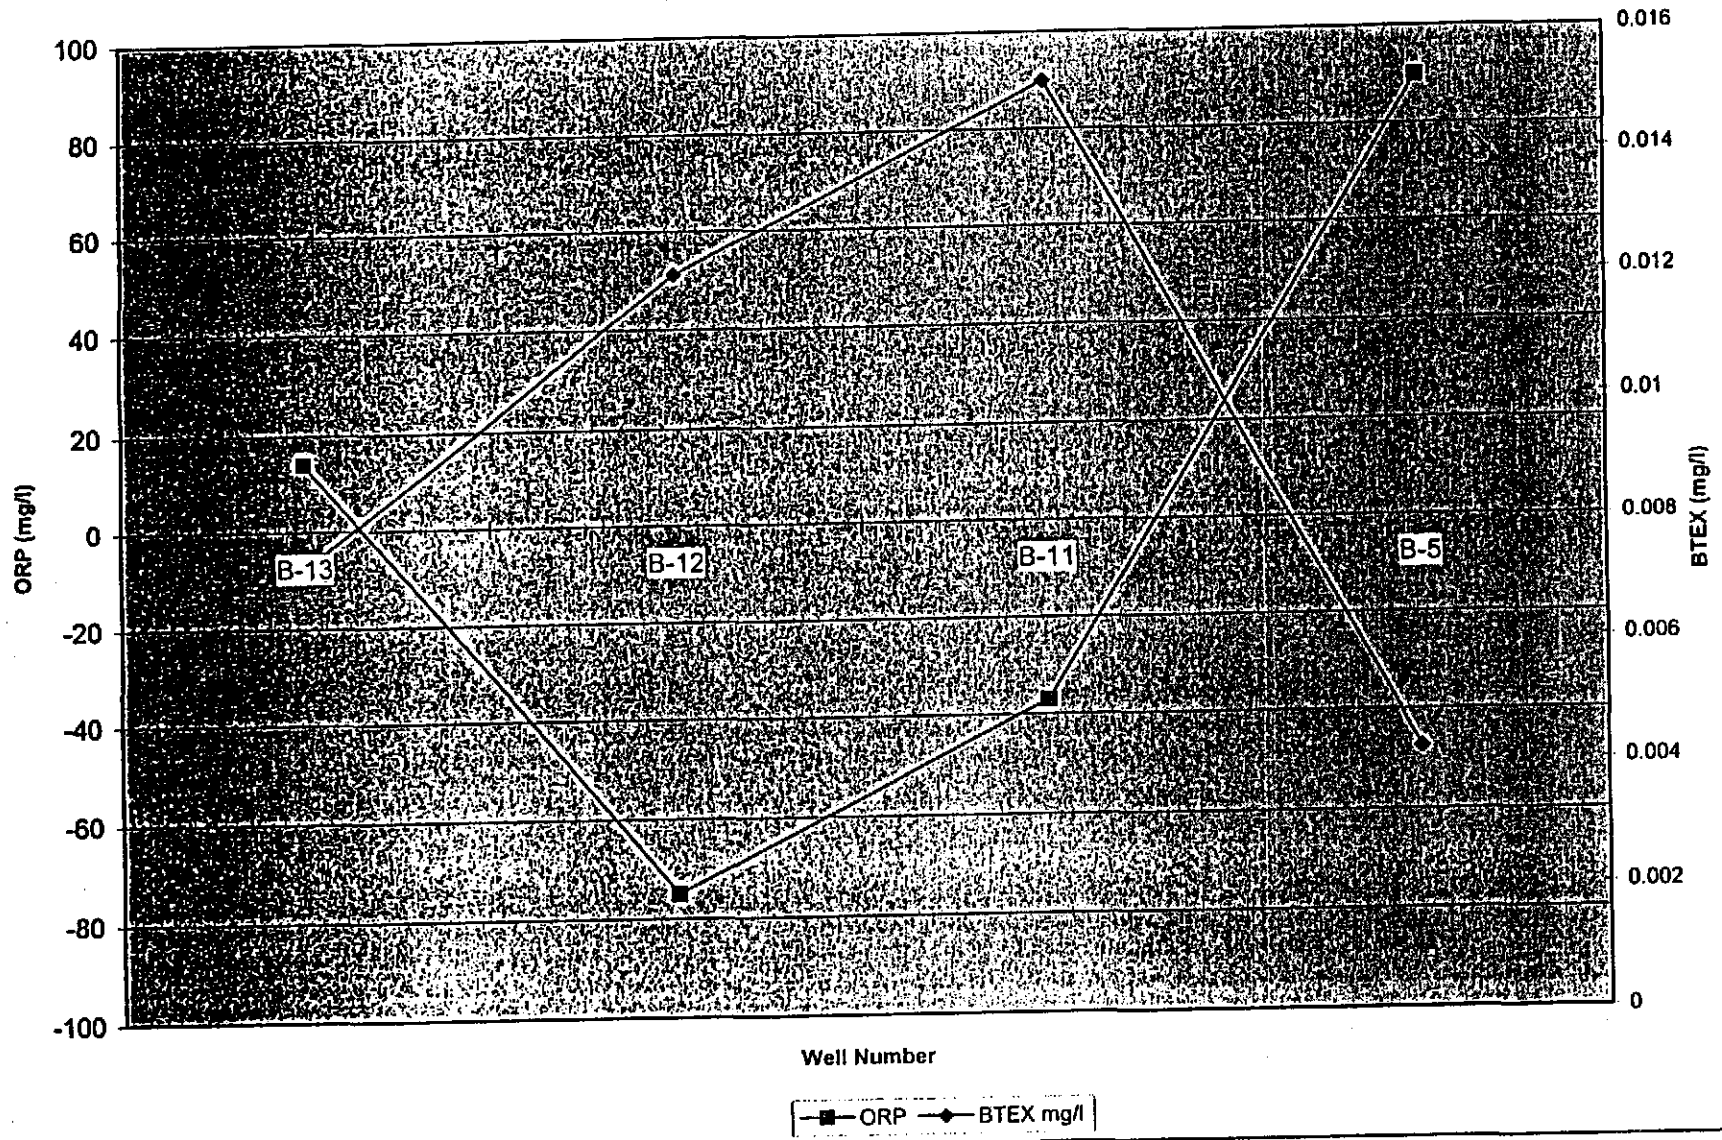 100
80
60
40
20
0
-20
-40
-60
-80
-100
ORP (mg/l)
B-13
B-12
B-11
B-5
0.016
0.014
0.012
0.01
0.008
0.006
0.004
0.002
0
BTEX (mg/l)
Well Number
ORP BTEX mg/l